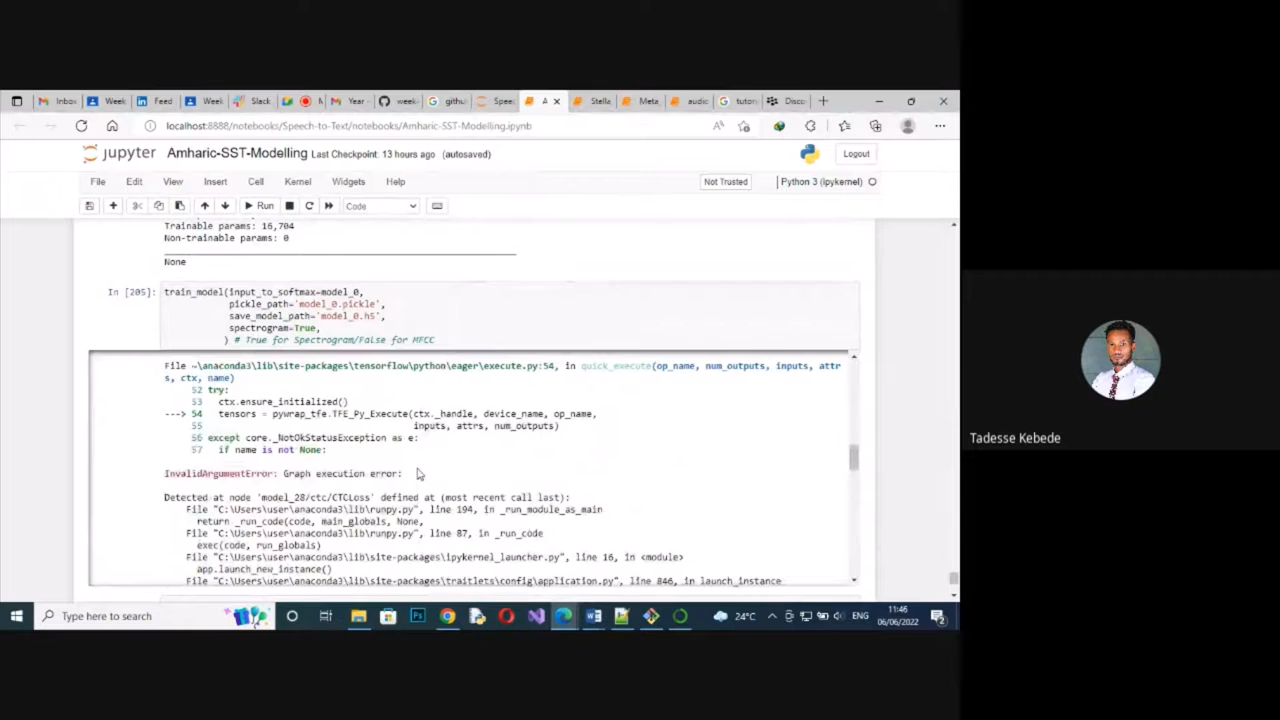 Inbox
Week
Feed
Week
Slack
M
Year -
week
githu
Spee
A
Stella
Meta
audic
tutor
Disco
localhost:8888/notebooks/Speech-to-Text/notebooks/Amharic-SST-Modelling.ipynb
jupyter Amharic-SST-Modelling Last Checkpoint: 13 hours ago (autosaved)
Logout
File Edit View Insert Cell Kernel Widgets Help
Not Trusted
Python 3 (ipykernel)
Run
Code
Trainable params: 16,704
Non-trainable params: 0
None
In [205]: train_model(input_to_softmax=model_0,
pickle_path='model_0.pickle',
save_model_path='model_0.h5',
spectrogram=True,
) # True for Spectrogram/False for MFCC
File ~\anaconda3\lib\site-packages\tensorflow\python\eager\execute.py:54, in quick_execute(op_name, num_outputs, inputs, attr
s, ctx, name)
52 try:
53 ctx.ensure_initialized()
---> 54 tensors = pywrap_tfe.TFE_Py_Execute(ctx._handle, device_name, op_name,
55 inputs, attrs, num_outputs)
56 except core._NotOkStatusException as e:
57 if name is not None:
InvalidArgumentError: Graph execution error:
Detected at node 'model_28/ctc/CTCLoss' defined at (most recent call last):
File "C:\Users\user\anaconda3\lib\runpy.py", line 194, in _run_module_as_main
return _run_code(code, main_globals, None,
File "C:\Users\user\anaconda3\lib\runpy.py", line 87, in _run_code
exec(code, run_globals)
File "C:\Users\user\anaconda3\lib\site-packages\ipykernel_launcher.py", line 16, in <module>
app.launch_new_instance()
File "C:\Users\user\anaconda3\lib\site-packages\traitlets\config\application.py", line 846, in launch_instance
Type here to search
24°C
ENG
11:46
06/06/2022
Tadesse Kebede